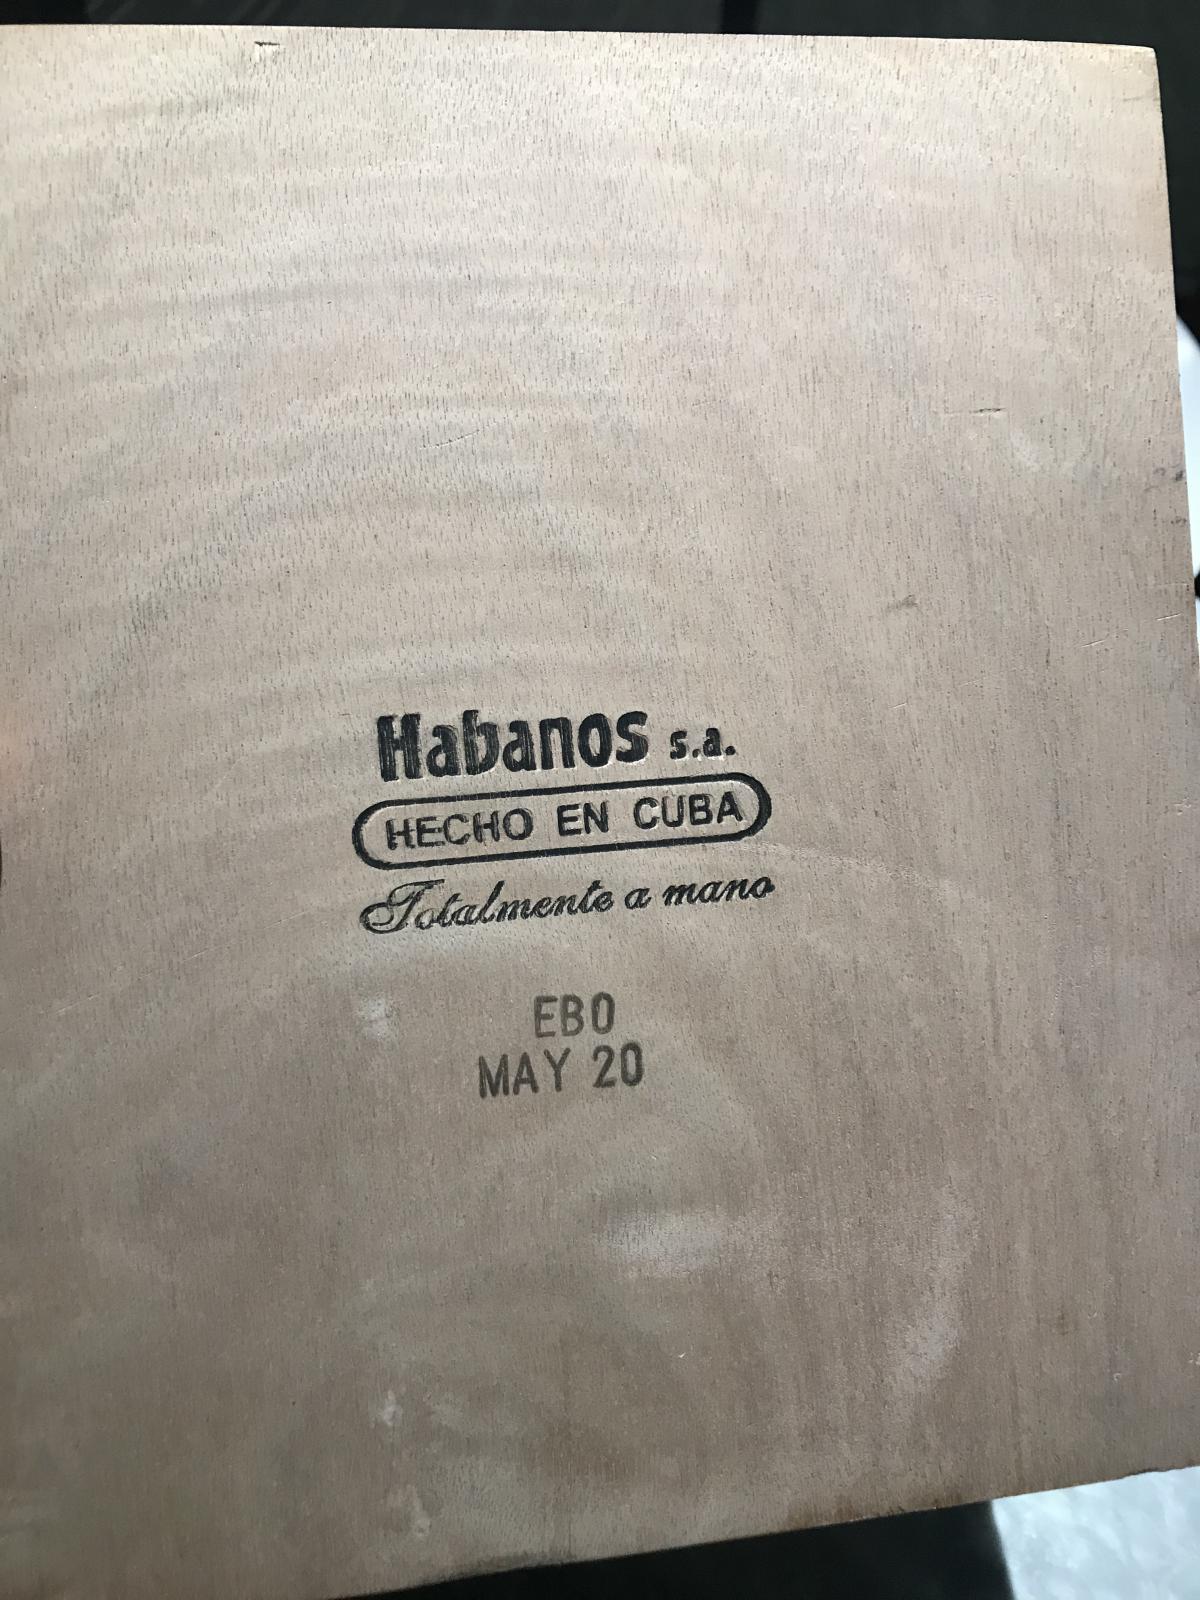 Habanos s.a.
HECHO EN CUBA
Totalmente a mano
EBO
MAY 20